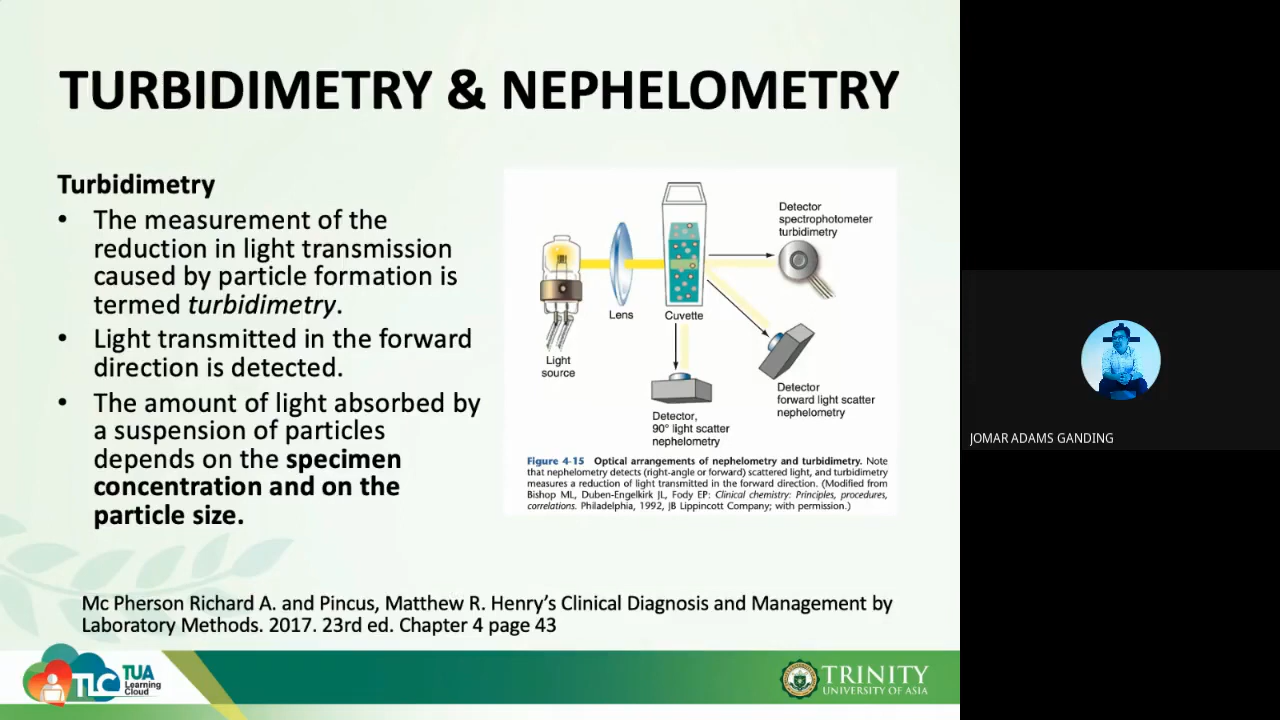 TURBIDIMETRY & NEPHELOMETRY
Turbidimetry
• The measurement of the
reduction in light transmission
caused by particle formation is
termed turbidimetry.
• Light transmitted in the forward
direction is detected.
• The amount of light absorbed by
a suspension of particles
depends on the specimen
concentration and on the
particle size.
Detector
spectrophotometer
turbidimetry
Lens
Cuvette
Light
source
Detector
forward light scatter
nephelometry
Detector,
90° light scatter
nephelometry
Figure 4-15 Optical arrangements of nephelometry and turbidimetry. Note
that nephelometry detects (right-angle or forward) scattered light, and turbidimetry
measures a reduction of light transmitted in the forward direction. (Modified from
Bishop ML, Duben-Engelkirk JL, Fody EP: Clinical chemistry: Principles, procedures,
correlations. Philadelphia, 1992, JB Lippincott Company; with permission.)
Mc Pherson Richard A. and Pincus, Matthew R. Henry's Clinical Diagnosis and Management by
Laboratory Methods. 2017. 23rd ed. Chapter 4 page 43
TLC TUA
Learning
Cloud
TRINITY
UNIVERSITY OF ASIA
JOMAR ADAMS GANDING